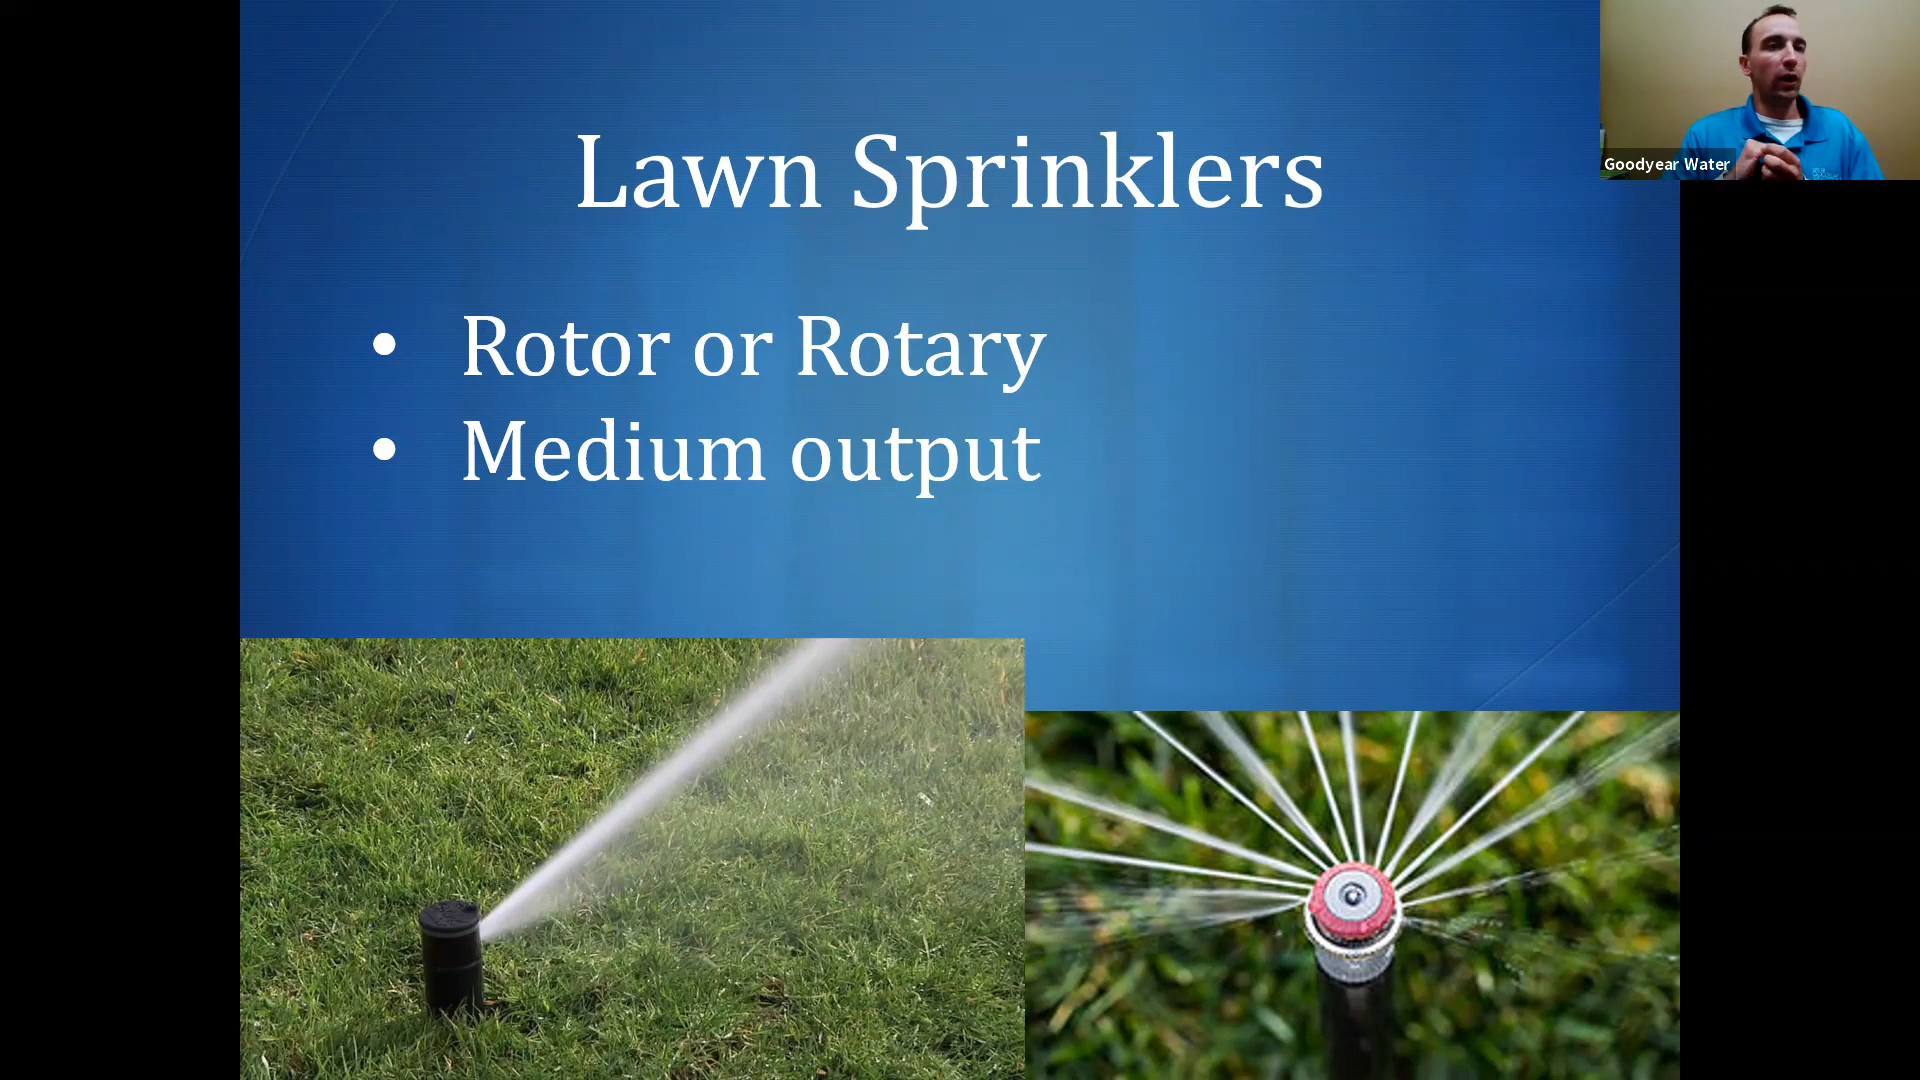 Lawn Sprinklers
• Rotor or Rotary
• Medium output
Goodyear Water